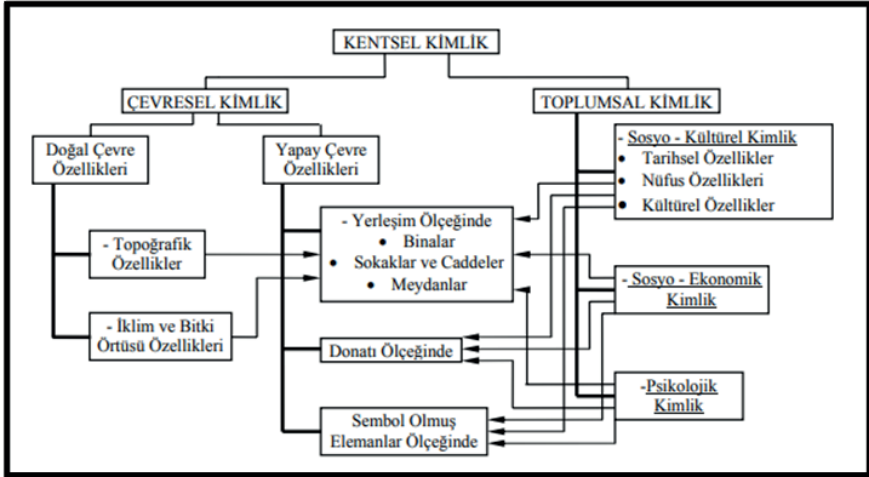 KENTSEL KİMLİK
ÇEVRESEL KİMLİK
TOPLUMSAL KİMLİK
Doğal Çevre
Özellikleri
Yapay Çevre
Özellikleri
- Sosyo - Kültürel Kimlik
• Tarihsel Özellikler
• Nüfus Özellikleri
• Kültürel Özellikler
- Topoğrafik
Özellikler
- Yerleşim Ölçeğinde
• Binalar
• Sokaklar ve Caddeler
• Meydanlar
- Sosyo - Ekonomik
Kimlik
- İklim ve Bitki
Örtüsü Özellikleri
Donatı Ölçeğinde
-Psikolojik
Kimlik
Sembol Olmuş
Elemanlar Ölçeğinde